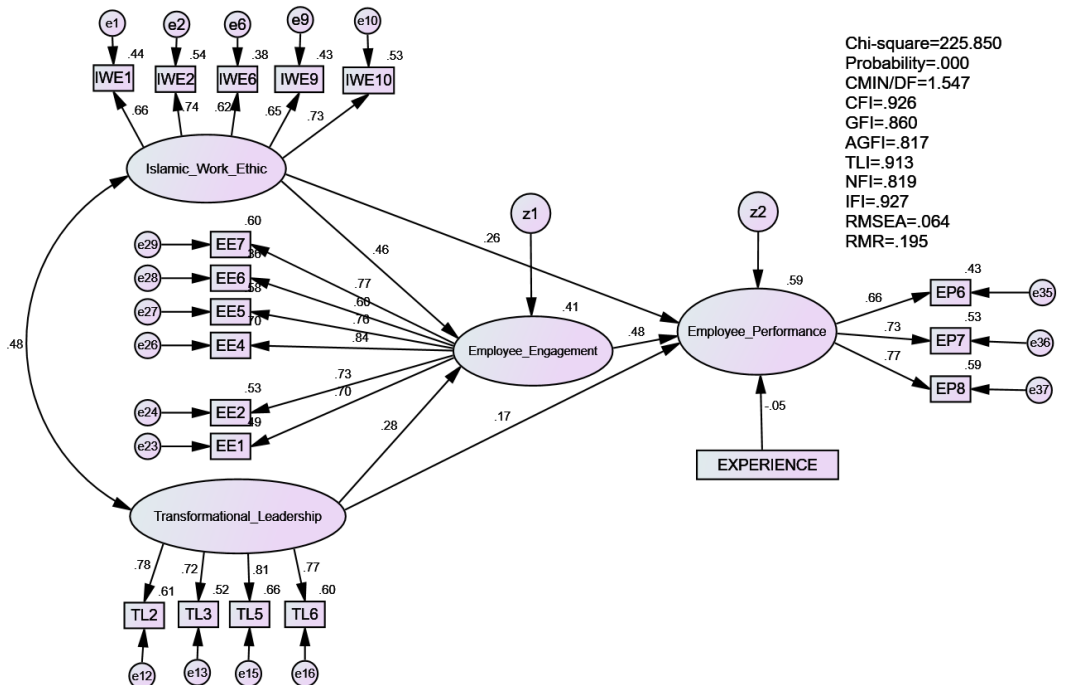 e1
e2
e6
e9
e10
.44
.54
.38
.43
.53
IWE1
IWE2
IWE6
IWE9
IWE10
.66
.74
.62
.65
.73
Islamic_Work_Ethic
Chi-square=225.850
Probability=.000
CMIN/DF=1.547
CFI=.926
GFI=.860
AGFI=.817
TLI=.913
NFI=.819
IFI=.927
RMSEA=.064
RMR=.195
z1
z2
.60
e29
EE7
.36
e28
EE6
.58
e27
EE5
.70
e26
EE4
.53
e24
EE2
.49
e23
EE1
.77
.60
.76
.84
.73
.70
.46
.26
.48
.41
Employee_Engagement
.48
.28
.17
.59
Employee_Performance
-.05
EXPERIENCE
.66
.73
.77
.43
EP6
e35
.53
EP7
e36
.59
EP8
e37
Transformational_Leadership
.78
.72
.81
.77
.61
.52
.66
.60
TL2
TL3
TL5
TL6
e12
e13
e15
e16